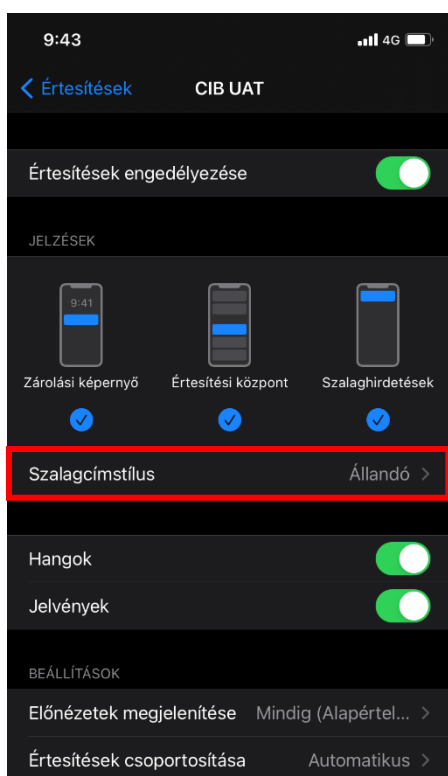 9:43
4G
Értesítések CIB UAT
Értesítések engedélyezése
JELZÉSEK
9:41
Zárolási képernyő Értesítési központ Szalaghirdetések
Szalagcímstílus Állandó
Hangok
Jelvények
BEÁLLÍTÁSOK
Előnézetek megjelenítése Mindig (Alapértel...
Értesítések csoportosítása Automatikus